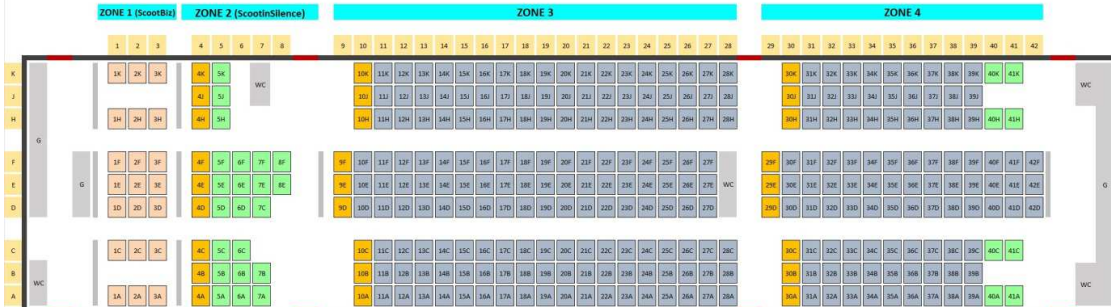 ZONE 1 (ScootBiz) ZONE 2 (ScootinSilence) ZONE 3 ZONE 4
1 2 3 4 5 6 7 8 9 10 11 12 13 14 15 16 17 18 19 20 21 22 23 24 25 26 27 28 29 30 31 32 33 34 35 36 37 38 39 40 41 42
K 1K 2K 3K 4K 5K 10K 11K 12K 13K 14K 15K 16K 17K 18K 19K 20K 21K 22K 23K 24K 25K 26K 27K 28K 30K 31K 32K 33K 34K 35K 36K 37K 38K 39K 40K 41K
WC WC
J 4J 5J 10J 11J 12J 13J 14J 15J 16J 17J 18J 19J 20J 21J 22J 23J 24J 25J 26J 27J 28J 30J 31J 32J 33J 34J 35J 36J 37J 38J 39J
H 1H 2H 3H 4H 5H 10H 11H 12H 13H 14H 15H 16H 17H 18H 19H 20H 21H 22H 23H 24H 25H 26H 27H 28H 30H 31H 32H 33H 34H 35H 36H 37H 38H 39H 40H 41H
G
F 1F 2F 3F 4F 5F 6F 7F 8F 9F 10F 11F 12F 13F 14F 15F 16F 17F 18F 19F 20F 21F 22F 23F 24F 25F 26F 27F 29F 30F 31F 32F 33F 34F 35F 36F 37F 38F 39F 40F 41F 42F
G
E G 1E 2E 3E 4E 5E 6E 7E 8E 9E 10E 11E 12E 13E 14E 15E 16E 17E 18E 19E 20E 21E 22E 23E 24E 25E 26E 27E WC 29E 30E 31E 32E 33E 34E 35E 36E 37E 38E 39E 40E 41E 42E
D 1D 2D 3D 4D 5D 6D 7C 9D 10D 11D 12D 13D 14D 15D 16D 17D 18D 19D 20D 21D 22D 23D 24D 25D 26D 27D 29D 30D 31D 32D 33D 34D 35D 36D 37D 38D 39D 40D 41D 42D
C 1C 2C 3C 4C 5C 6C 10C 11C 12C 13C 14C 15C 16C 17C 18C 19C 20C 21C 22C 23C 24C 25C 26C 27C 28C 30C 31C 32C 33C 34C 35C 36C 37C 38C 39C 40C 41C
B 4B 5B 6B 7B 10B 11B 12B 13B 14B 15B 16B 17B 18B 19B 20B 21B 22B 23B 24B 25B 26B 27B 28B 30B 31B 32B 33B 34B 35B 36B 37B 38B 39B
WC WC
A 1A 2A 3A 4A 5A 6A 7A 10A 11A 12A 13A 14A 15A 16A 17A 18A 19A 20A 21A 22A 23A 24A 25A 26A 27A 28A 30A 31A 32A 33A 34A 35A 36A 37A 38A 39A 40A 41A